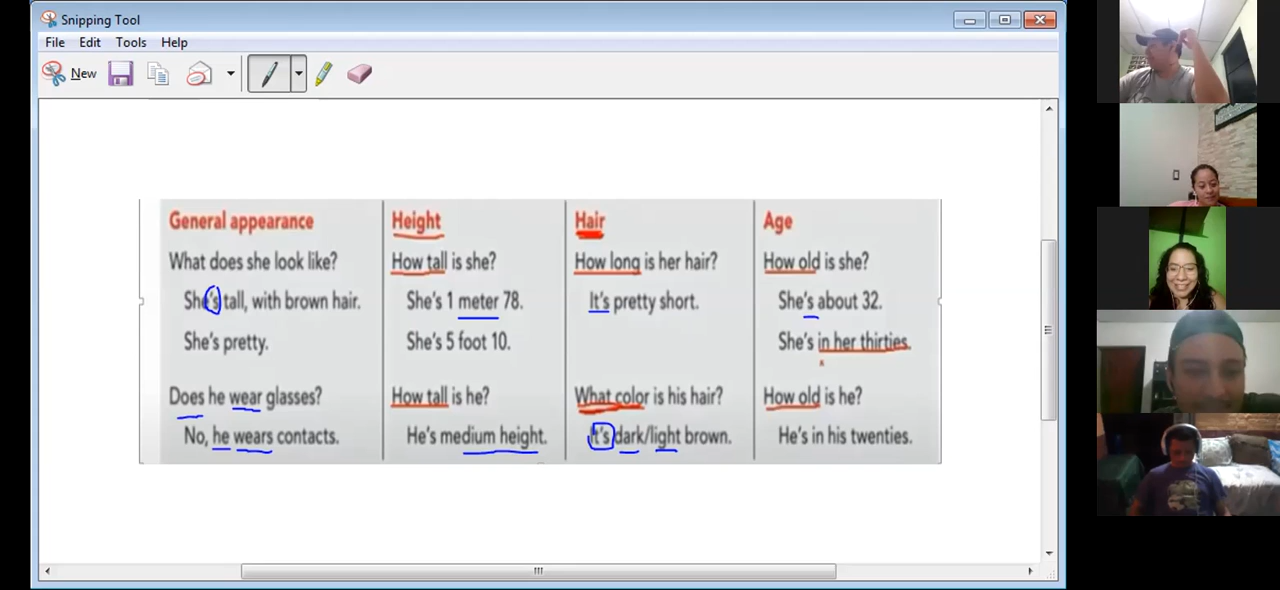 Snipping Tool
File Edit Tools Help
New
General appearance
What does she look like?
She's tall, with brown hair.
She's pretty.
Does he wear glasses?
No, he wears contacts.
Height
How tall is she?
She's 1 meter 78.
She's 5 foot 10.
How tall is he?
He's medium height.
Hair
How long is her hair?
It's pretty short.
What color is his hair?
It's dark/light brown.
Age
How old is she?
She's about 32.
She's in her thirties.
How old is he?
He's in his twenties.